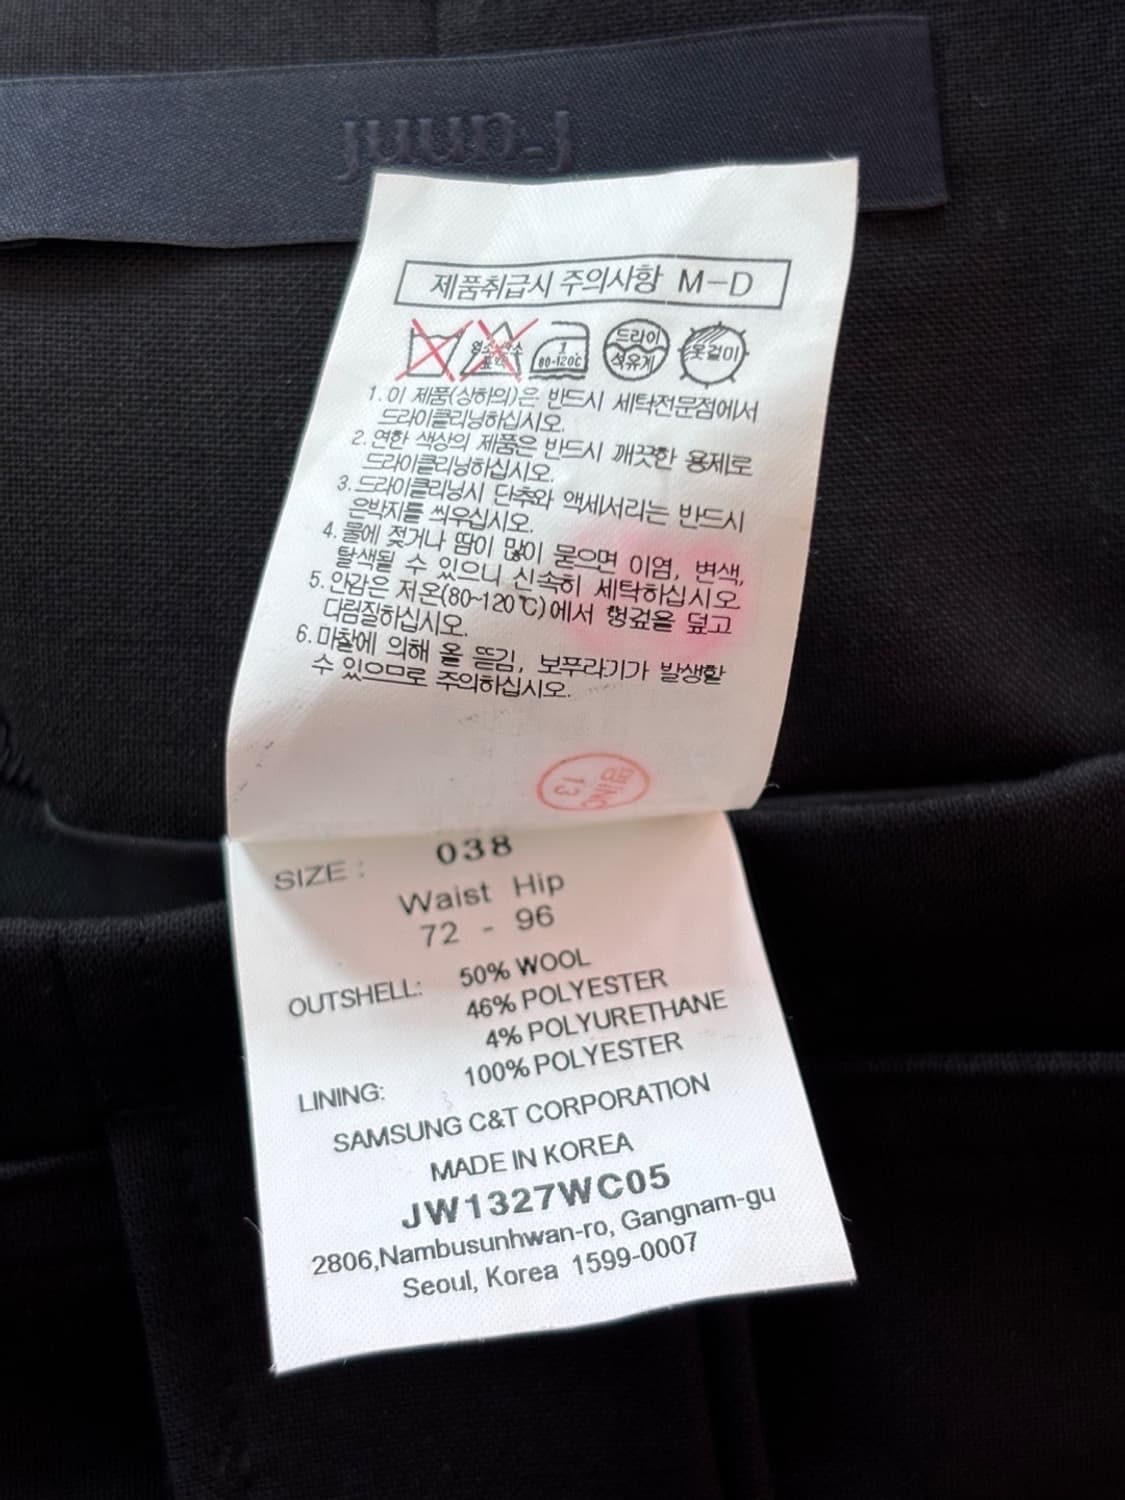 juun.J
제품취급시 주의사항 M-D
염소 표백
1
80-120℃
드라이
석유계
옷걸이
1. 이 제품(상하의)은 반드시 세탁전문점에서
드라이클리닝하십시오.
2. 연한 색상의 제품은 반드시 깨끗한 용제로
드라이클리닝하십시오.
3. 드라이클리닝시 단추와 액세서리는 반드시
은박지를 씌우십시오.
4. 물에 젖거나 땀이 많이 묻으면 이염, 변색,
탈색될 수 있으니 신속히 세탁하십시오
5. 안감은 저온(80~120℃)에서 헝겊을 덮고
다림질하십시오.
6. 마찰에 의해 올 뜯김, 보푸라기가 발생할
수 있으므로 주의하십시오.
13
SIZE : 038
Waist Hip
72 - 96
OUTSHELL: 50% WOOL
46% POLYESTER
4% POLYURETHANE
LINING: 100% POLYESTER
SAMSUNG C&T CORPORATION
MADE IN KOREA
JW1327WC05
2806,Nambusunhwan-ro, Gangnam-gu
Seoul, Korea 1599-0007